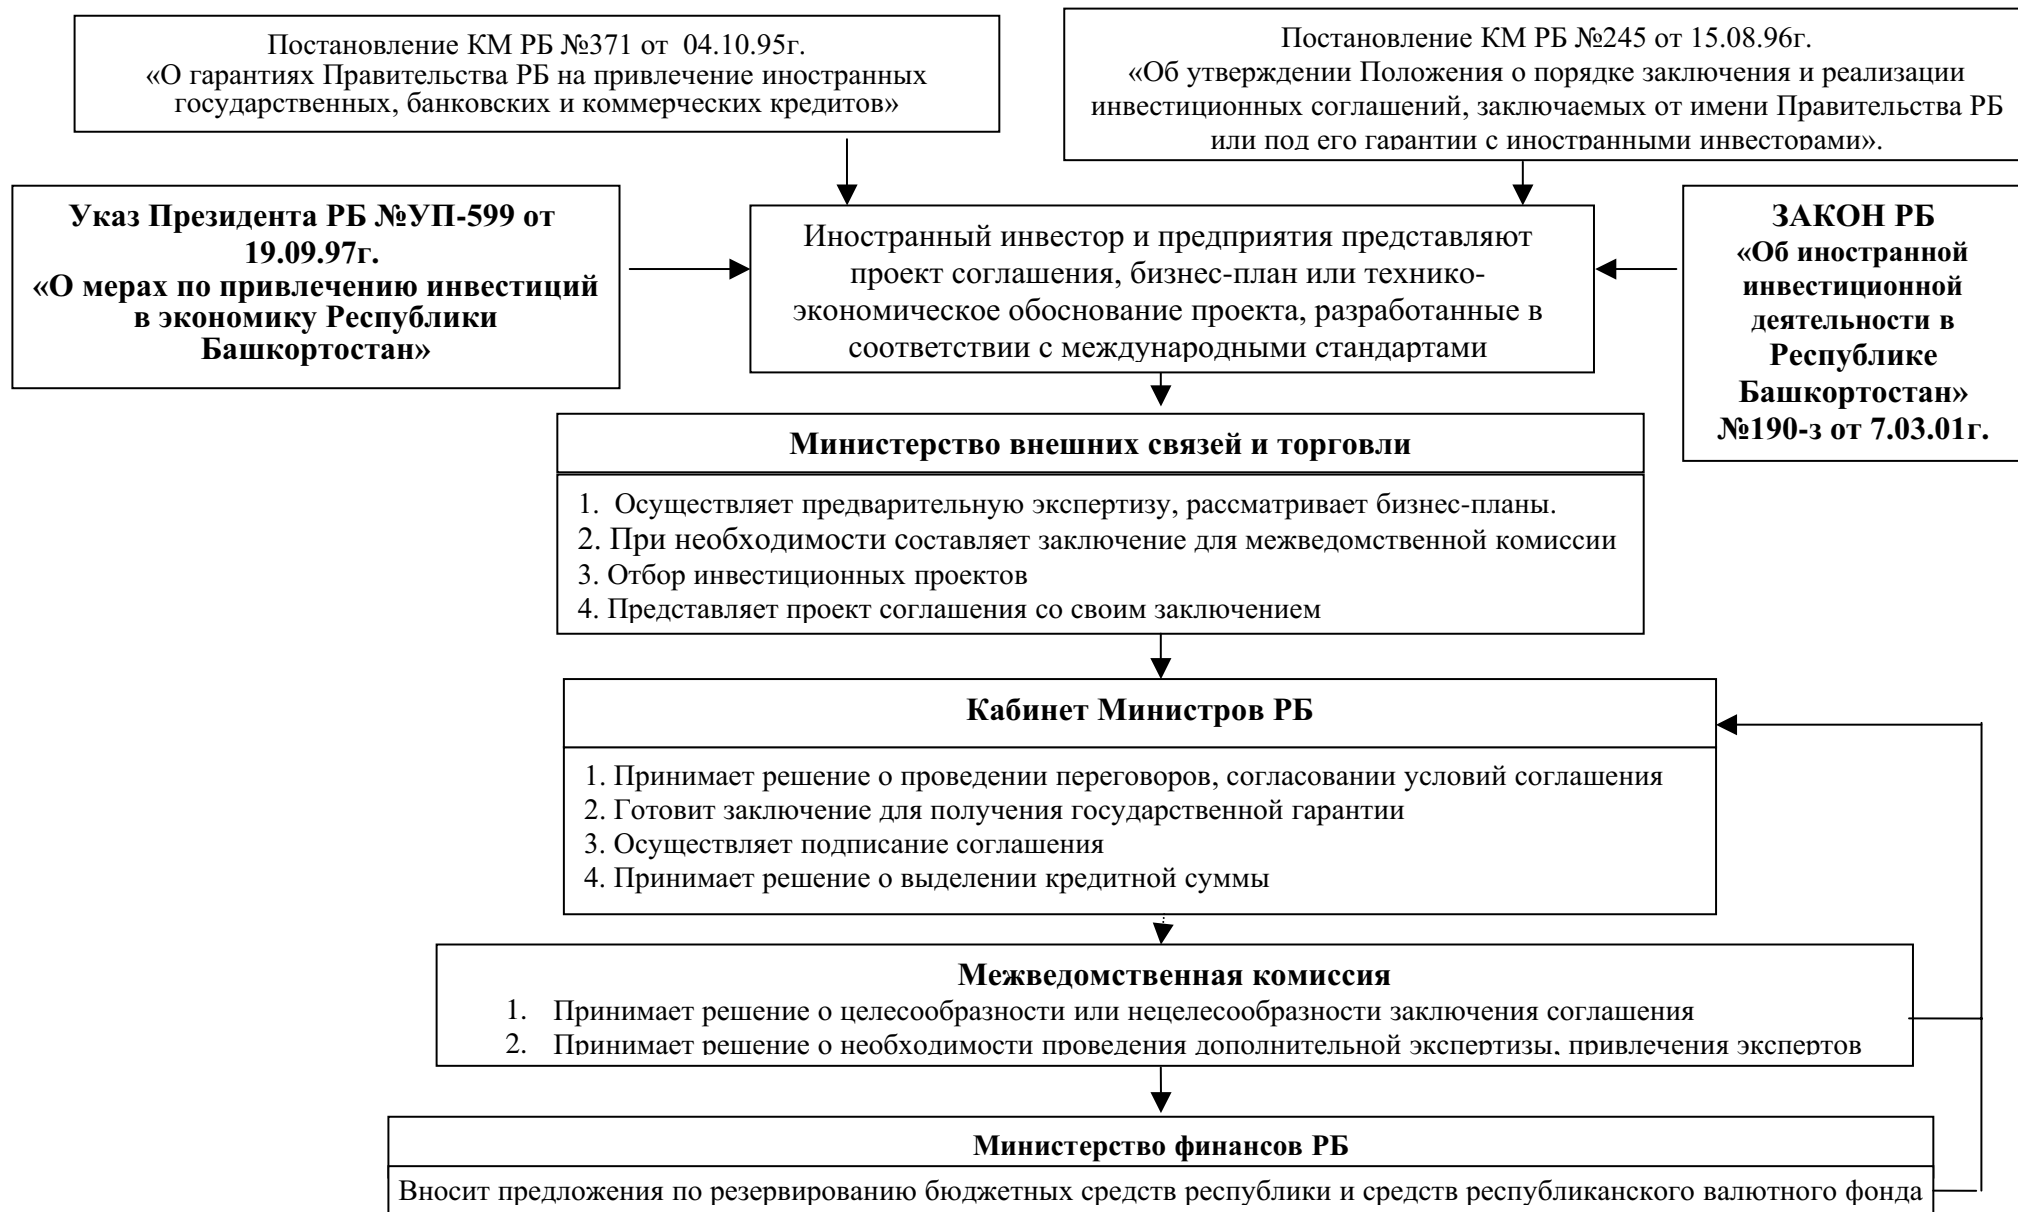 Постановление КМ РБ №371 от 04.10.95г.
«О гарантиях Правительства РБ на привлечение иностранных
государственных, банковских и коммерческих кредитов»
Постановление КМ РБ №245 от 15.08.96г.
«Об утверждении Положения о порядке заключения и реализации
инвестиционных соглашений, заключаемых от имени Правительства РБ
или под его гарантии с иностранными инвесторами».
Указ Президента РБ №УП-599 от
19.09.97г.
«О мерах по привлечению инвестиций
в экономику Республики
Башкортостан»
Иностранный инвестор и предприятия представляют
проект соглашения, бизнес-план или технико-
экономическое обоснование проекта, разработанные в
соответствии с международными стандартами
ЗАКОН РБ
«Об иностранной
инвестиционной
деятельности в
Республике
Башкортостан»
№190-з от 7.03.01г.
Министерство внешних связей и торговли
1. Осуществляет предварительную экспертизу, рассматривает бизнес-планы.
2. При необходимости составляет заключение для межведомственной комиссии
3. Отбор инвестиционных проектов
4. Представляет проект соглашения со своим заключением
Кабинет Министров РБ
1. Принимает решение о проведении переговоров, согласовании условий соглашения
2. Готовит заключение для получения государственной гарантии
3. Осуществляет подписание соглашения
4. Принимает решение о выделении кредитной суммы
Межведомственная комиссия
1. Принимает решение о целесообразности или нецелесообразности заключения соглашения
2. Принимает решение о необходимости проведения дополнительной экспертизы, привлечения экспертов
Министерство финансов РБ
Вносит предложения по резервированию бюджетных средств республики и средств республиканского валютного фонда